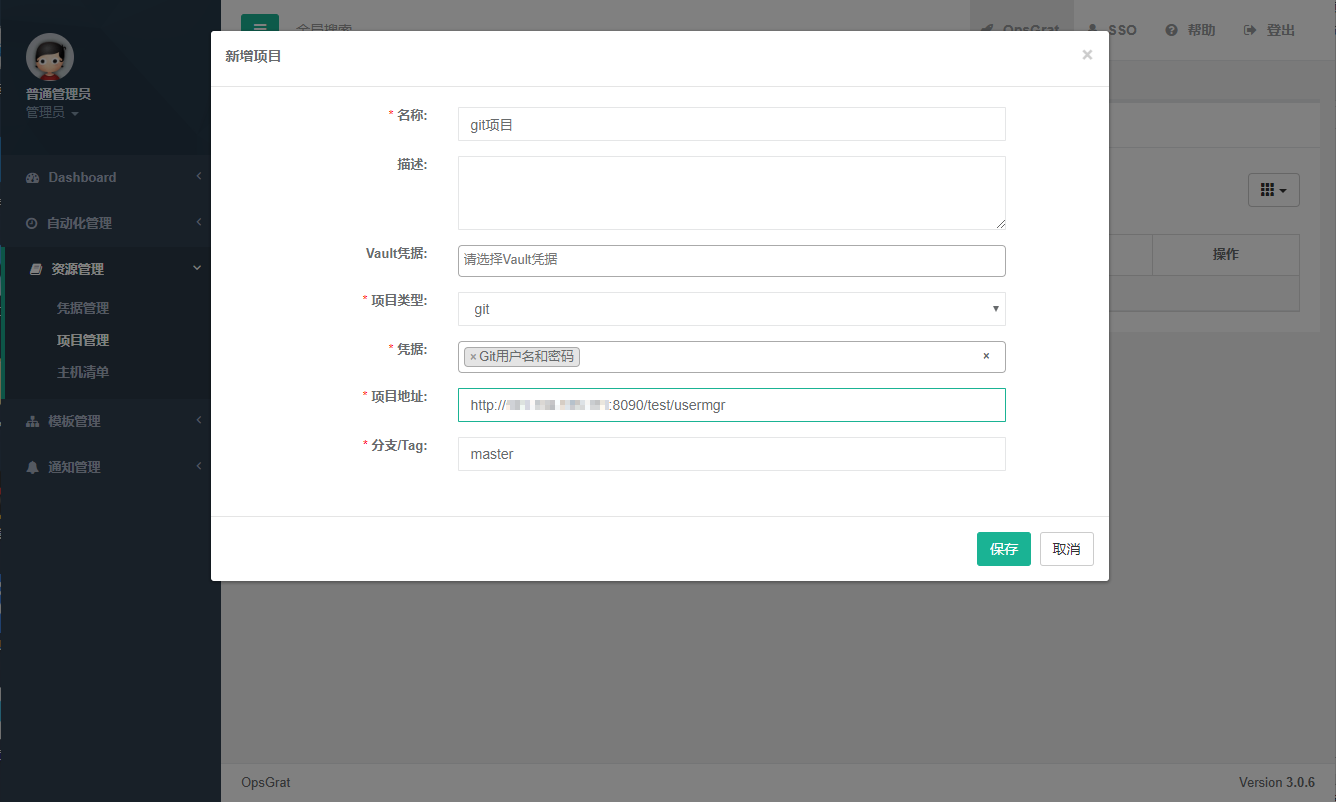 全局搜索
OpsGrat
SSO
帮助
登出
普通管理员
管理员
Dashboard
自动化管理
资源管理
凭据管理
项目管理
主机清单
模板管理
通知管理
新增项目
×
* 名称:
git项目
描述:
Vault凭据:
请选择Vault凭据
* 项目类型:
git
* 凭据:
×Git用户名和密码
×
* 项目地址:
http://
:8090/test/usermgr
* 分支/Tag:
master
保存
取消
操作
OpsGrat
Version 3.0.6